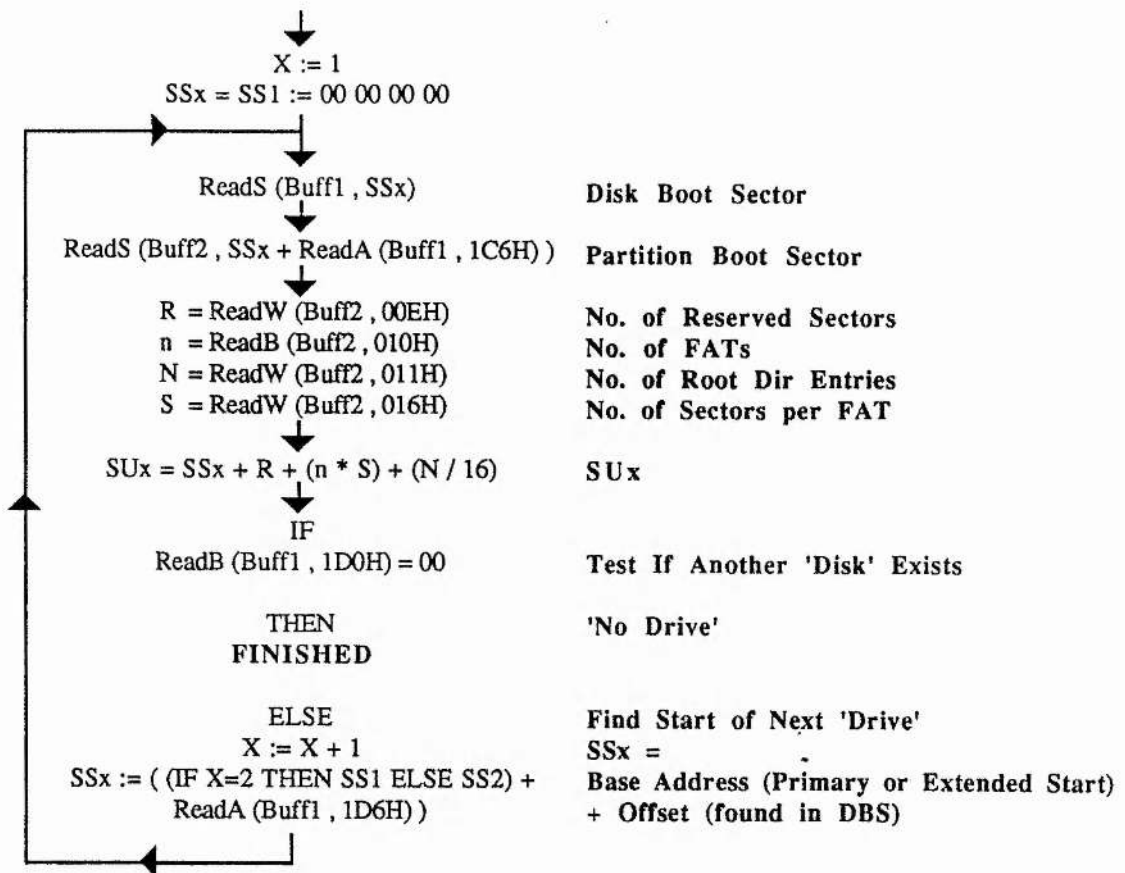 X := 1
SSx = SS1 := 00 00 00 00
ReadS (Buff1 , SSx) Disk Boot Sector
ReadS (Buff2 , SSx + ReadA (Buff1 , 1C6H) ) Partition Boot Sector
R = ReadW (Buff2 , 00EH) No. of Reserved Sectors
n = ReadB (Buff2 , 010H) No. of FATs
N = ReadW (Buff2 , 011H) No. of Root Dir Entries
S = ReadW (Buff2 , 016H) No. of Sectors per FAT
SUx = SSx + R + (n * S) + (N / 16) SUx
IF
ReadB (Buff1 , 1D0H) = 00 Test If Another 'Disk' Exists
THEN 'No Drive'
FINISHED
ELSE Find Start of Next 'Drive'
X := X + 1 SSx =
SSx := ( (IF X=2 THEN SS1 ELSE SS2) + Base Address (Primary or Extended Start)
ReadA (Buff1 , 1D6H) ) + Offset (found in DBS)